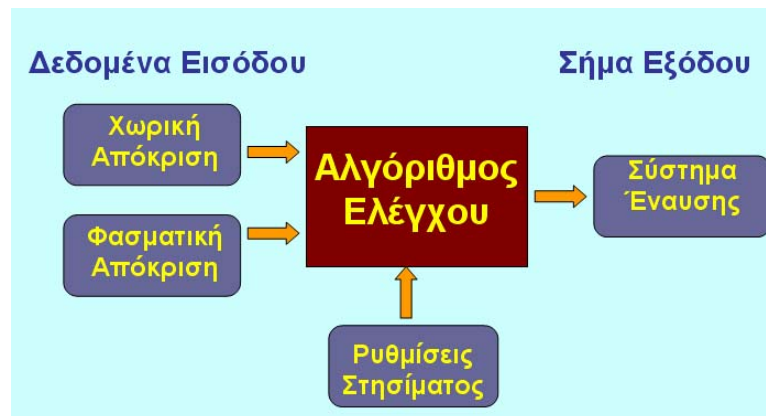 Δεδομένα Εισόδου
Σήμα Εξόδου
Χωρική
Απόκριση
Φασματική
Απόκριση
Αλγόριθμος
Ελέγχου
Σύστημα
Έναυσης
Ρυθμίσεις
Στησίματος